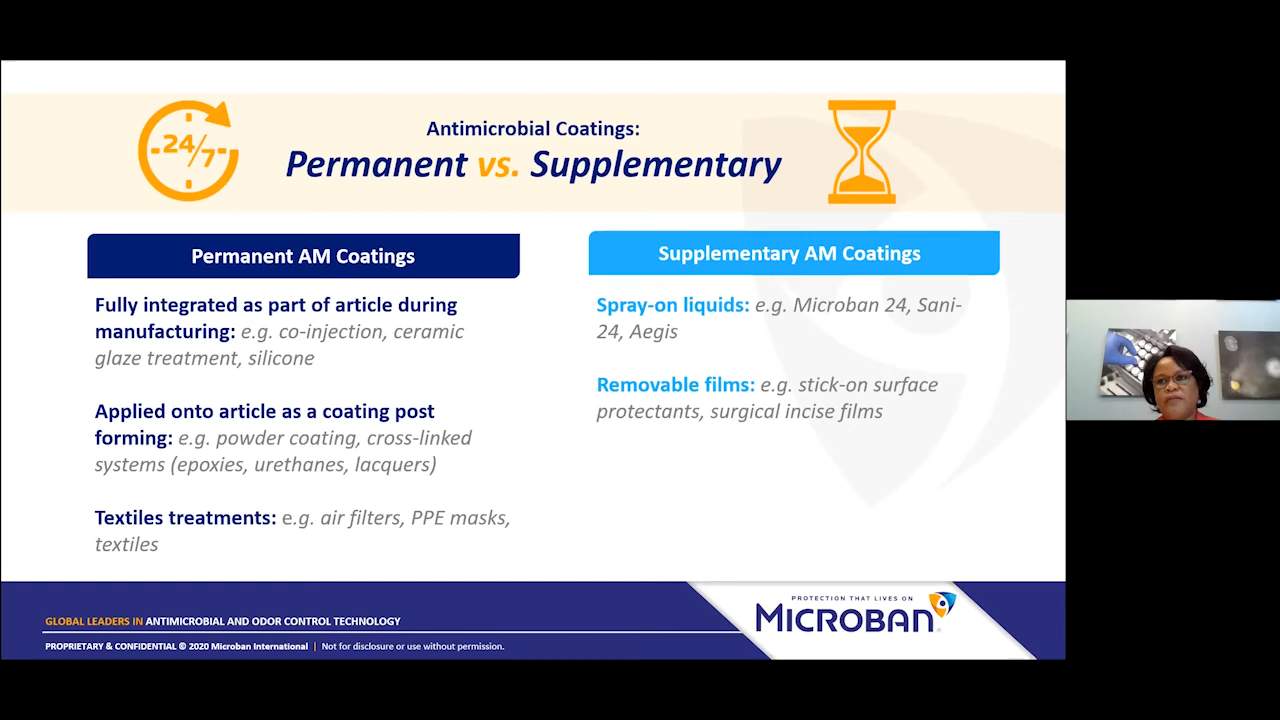 24/7
Antimicrobial Coatings:
Permanent vs. Supplementary
Permanent AM Coatings
Fully integrated as part of article during
manufacturing: e.g. co-injection, ceramic
glaze treatment, silicone
Applied onto article as a coating post
forming: e.g. powder coating, cross-linked
systems (epoxies, urethanes, lacquers)
Textiles treatments: e.g. air filters, PPE masks,
textiles
Supplementary AM Coatings
Spray-on liquids: e.g. Microban 24, Sani-
24, Aegis
Removable films: e.g. stick-on surface
protectants, surgical incise films
GLOBAL LEADERS IN ANTIMICROBIAL AND ODOR CONTROL TECHNOLOGY
PROPRIETARY & CONFIDENTIAL © 2020 Microban International | Not for disclosure or use without permission.
PROTECTION THAT LIVES ON
MICROBAN®